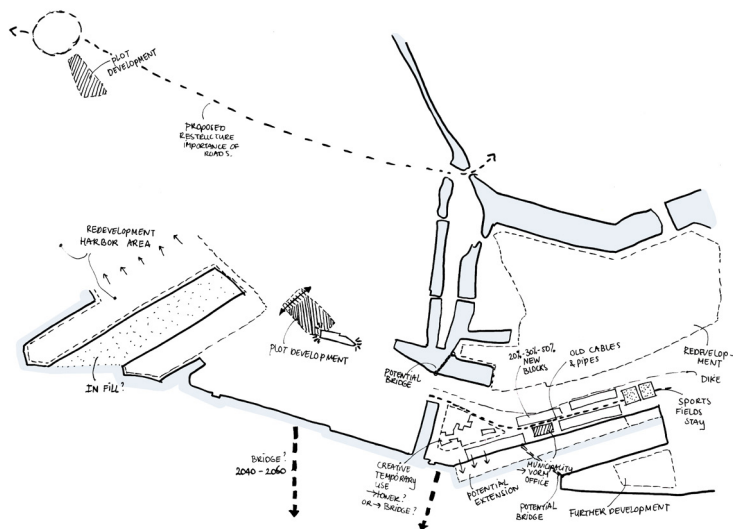 PLOT
DEVELOPMENT
PROPOSED
RESTRUCTURE
IMPORTANCE OF
ROADS.
REDEVELOPMENT
HARBOR AREA
PLOT DEVELOPMENT
IN FILL?
POTENTIAL
BRIDGE
20%-30%-50%
NEW
BLOCKS
OLD CABLES
& PIPES
REDEVELOP-
MENT
DIKE
SPORTS
FIELDS
STAY
BRIDGE?
2040-2060
CREATIVE
TEMPORARY
USE
→ TOWER?
OR → BRIDGE?
POTENTIAL
EXTENSION
MUNICIPALITY
→ VORM
OFFICE
POTENTIAL
BRIDGE
FURTHER DEVELOPMENT